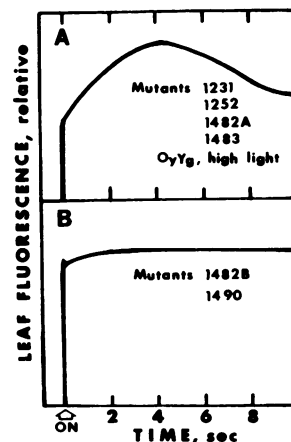 LEAF FLUORESCENCE, relative
A
Mutants 1231
1252
1482A
1483
OyYg, high light
B
Mutants 1482B
1490
ON
2 4 6 8
TIME, sec